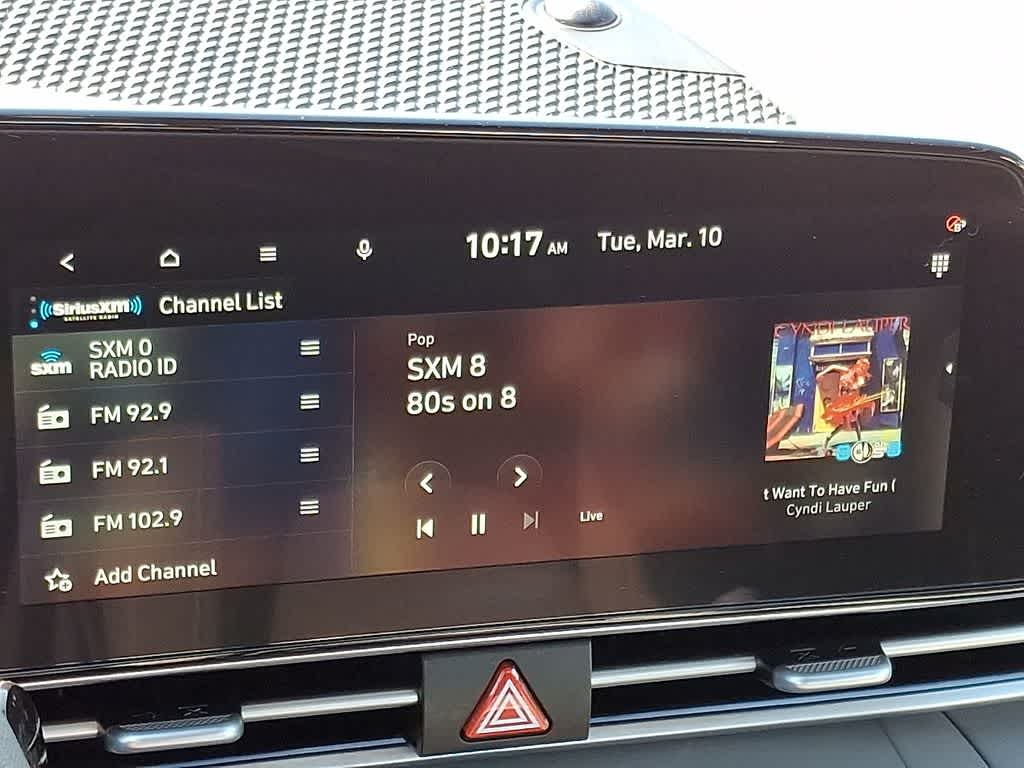 10:17 AM Tue, Mar. 10
SiriusXM Channel List
SATELLITE RADIO
sxm SXM 0
RADIO ID
FM 92.9
FM 92.1
FM 102.9
Add Channel
Pop
SXM 8
80s on 8
Live
CYNDI LAUPER
t Want To Have Fun (
Cyndi Lauper